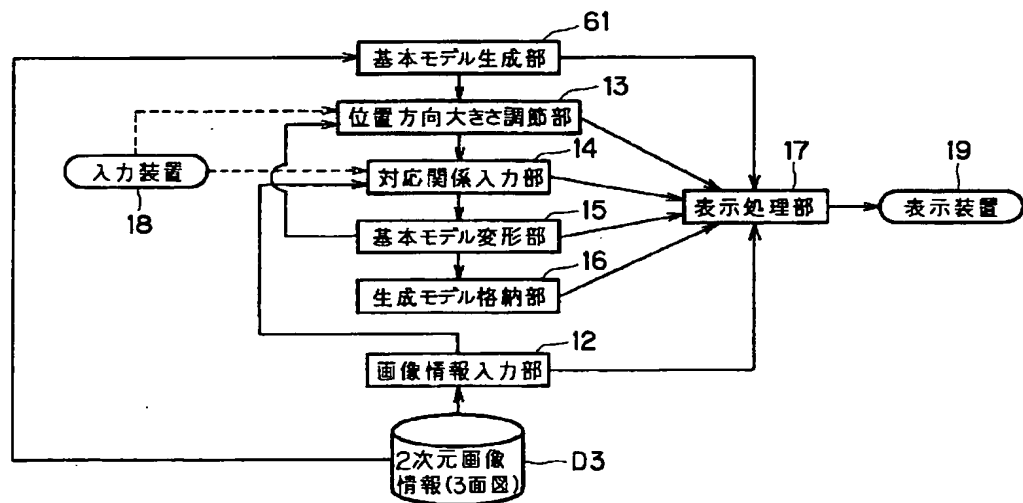 61
基本モデル生成部
13
位置方向大きさ調節部
14
入力装置
18
対応関係入力部
17
19
表示処理部
表示装置
15
基本モデル変形部
16
生成モデル格納部
12
画像情報入力部
2次元画像
情報(3面図)
D3